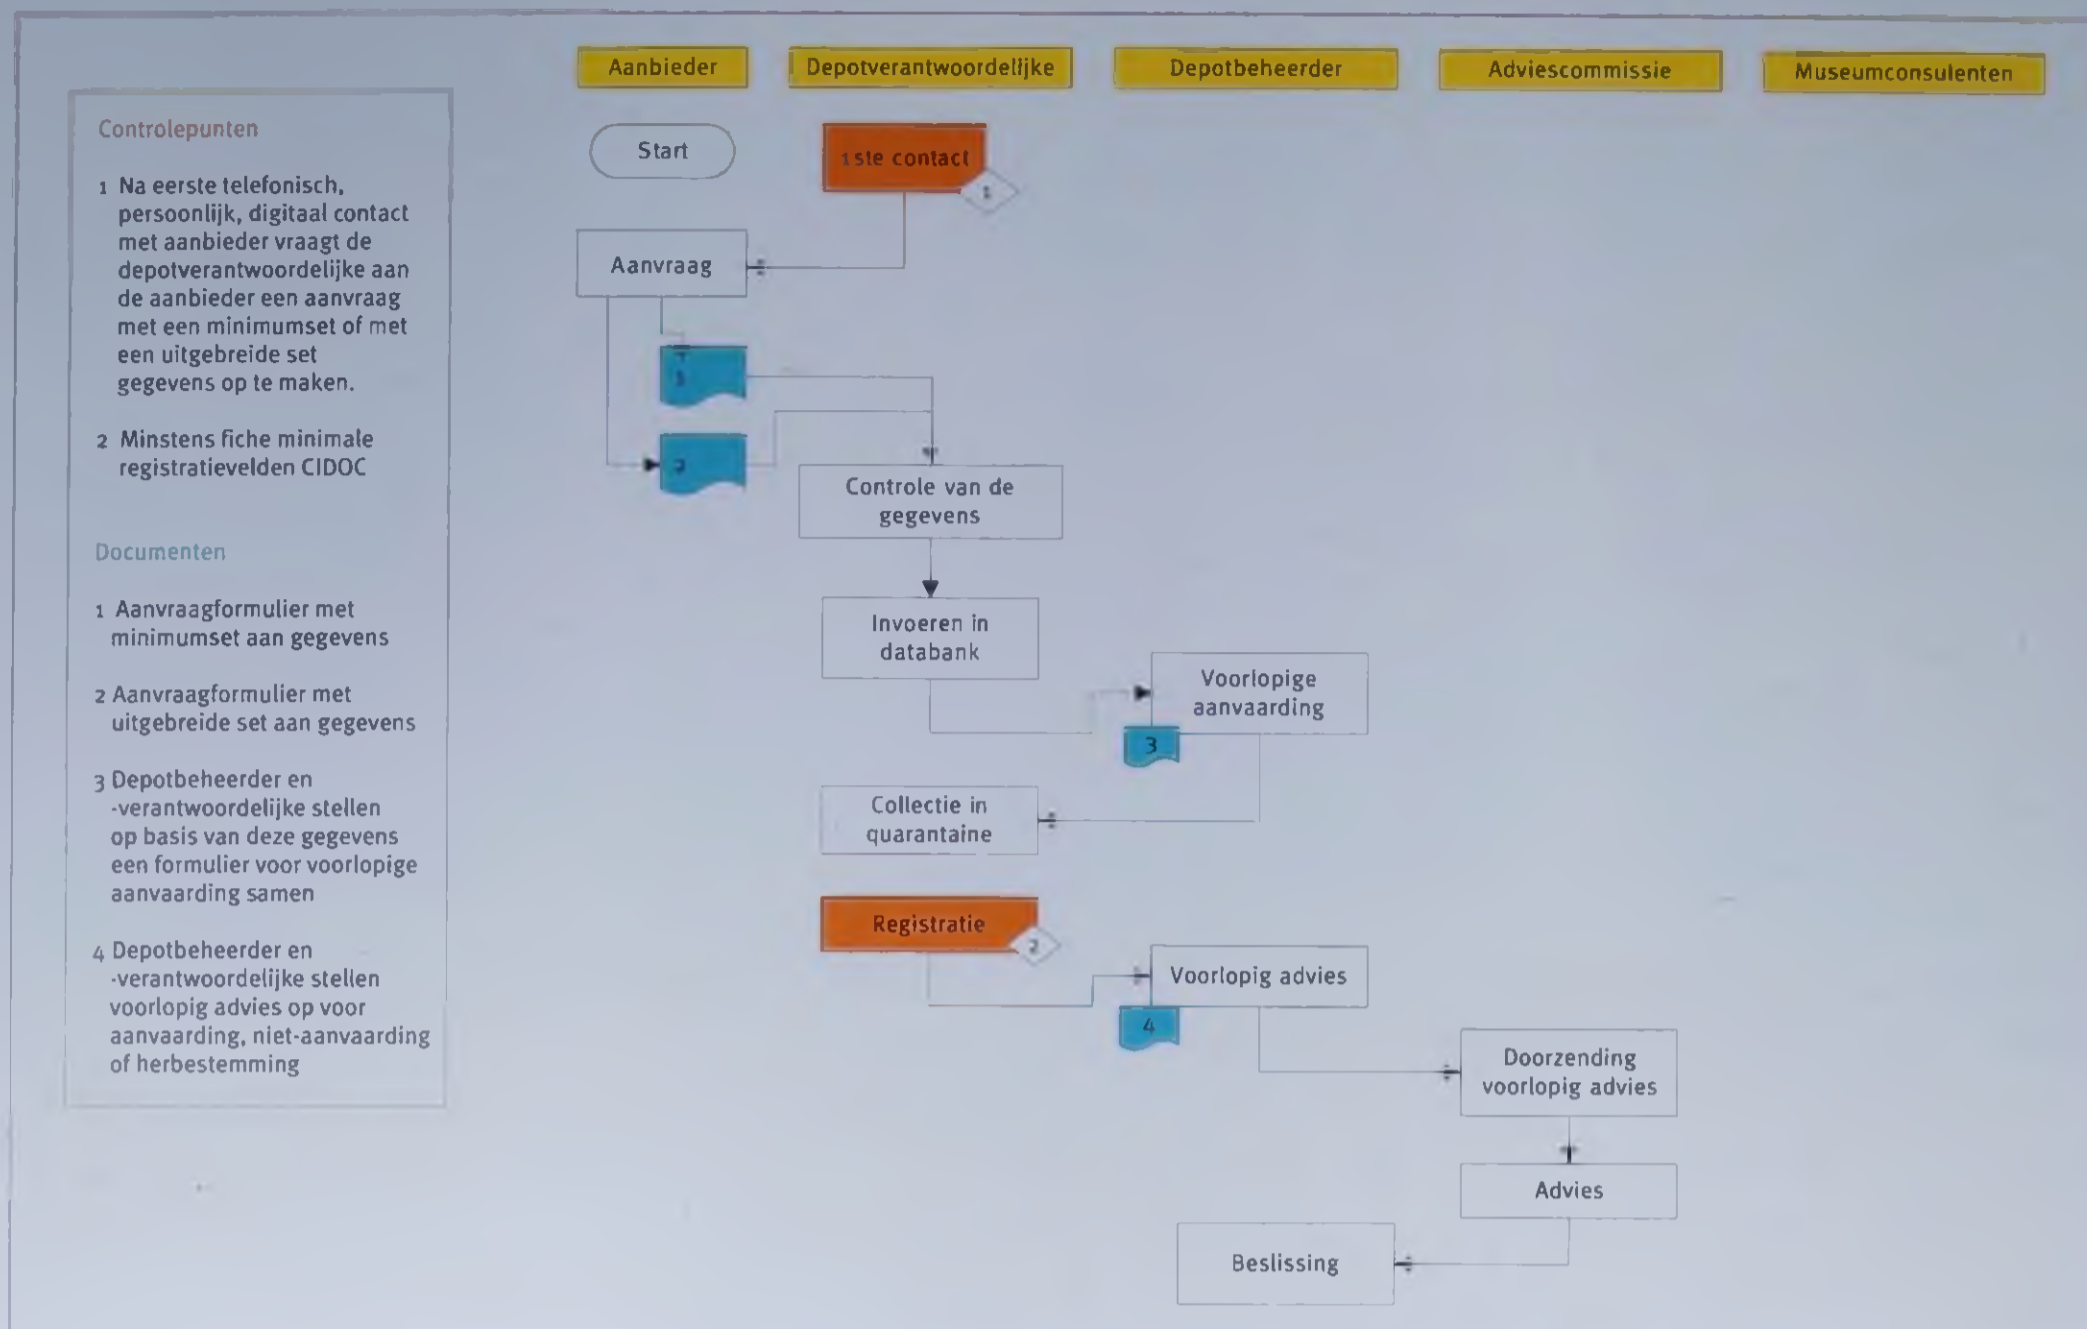 Aanbieder
Depotverantwoordelijke
Depotbeheerder
Adviescommissie
Museumconsulenten
Controlepunten
1 Na eerste telefonisch,
persoonlijk, digitaal contact
met aanbieder vraagt de
depotverantwoordelijke aan
de aanbieder een aanvraag
met een minimumset of met
een uitgebreide set
gegevens op te maken.
2 Minstens fiche minimale
registratievelden CIDOC
Documenten
1 Aanvraagformulier met
minimumset aan gegevens
2 Aanvraagformulier met
uitgebreide set aan gegevens
3 Depotbeheerder en
-verantwoordelijke stellen
op basis van deze gegevens
een formulier voor voorlopige
aanvaarding samen
4 Depotbeheerder en
-verantwoordelijke stellen
voorlopig advies op voor
aanvaarding, niet-aanvaarding
of herbestemming
Start
1ste contact
1
Aanvraag
2
Controle van de
gegevens
Invoeren in
databank
Voorlopige
aanvaarding
3
Collectie in
quarantaine
Registratie
2
Voorlopig advies
4
Doorzending
voorlopig advies
Advies
Beslissing